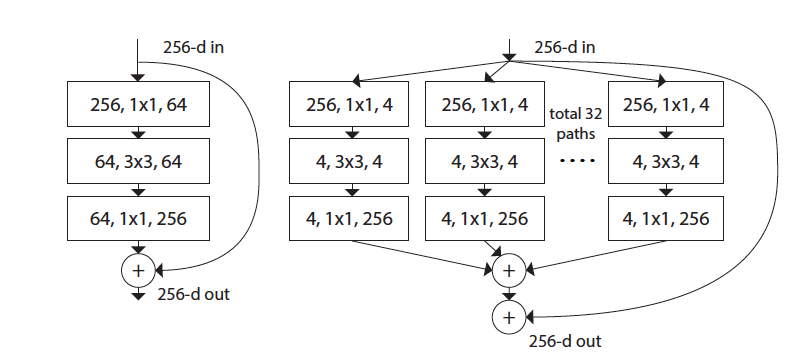 256-d in
256, 1x1, 64
64, 3x3, 64
64, 1x1, 256
+
256-d out
256-d in
256, 1x1, 4
256, 1x1, 4
total 32
paths
....
256, 1x1, 4
4, 3x3, 4
4, 3x3, 4
4, 3x3, 4
4, 1x1, 256
4, 1x1, 256
4, 1x1, 256
+
+
256-d out